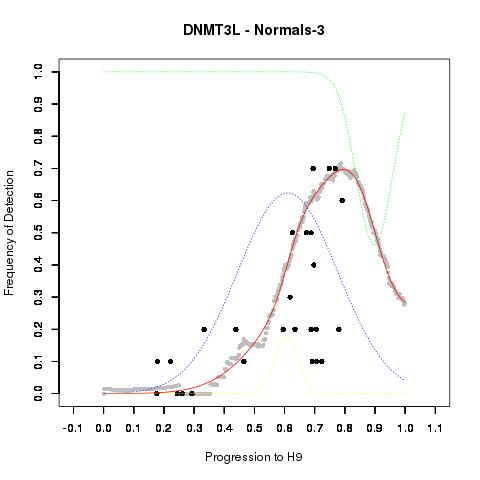 DNMT3L - Normals-3
Frequency of Detection
1.0
0.9
0.8
0.7
0.6
0.5
0.4
0.3
0.2
0.1
0.0
-0.1 0.0 0.1 0.2 0.3 0.4 0.5 0.6 0.7 0.8 0.9 1.0 1.1
Progression to H9